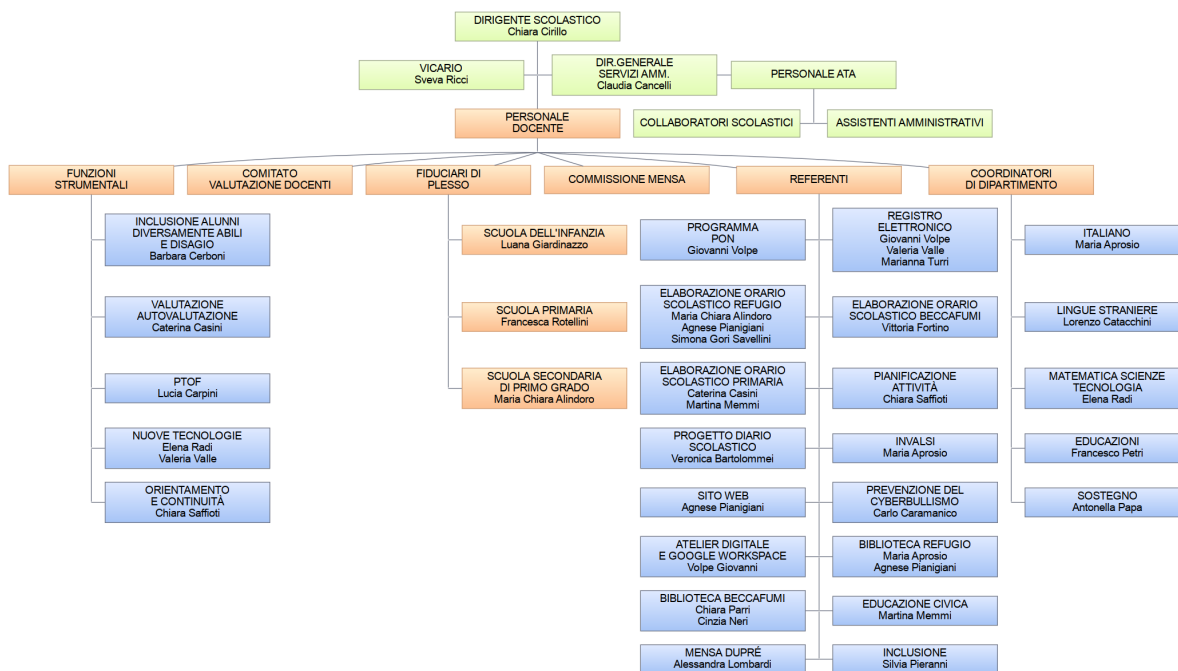 DIRIGENTE SCOLASTICO
Chiara Cirillo
VICARIO
Sveva Ricci
DIR.GENERALE
SERVIZI AMM.
Claudia Cancelli
PERSONALE ATA
PERSONALE
DOCENTE
COLLABORATORI SCOLASTICI
ASSISTENTI AMMINISTRATIVI
FUNZIONI
STRUMENTALI
COMITATO
VALUTAZIONE DOCENTI
FIDUCIARI DI
PLESSO
COMMISSIONE MENSA
REFERENTI
COORDINATORI
DI DIPARTIMENTO
INCLUSIONE ALUNNI
DIVERSAMENTE ABILI
E DISAGIO
Barbara Cerboni
VALUTAZIONE
AUTOVALUTAZIONE
Caterina Casini
PTOF
Lucia Carpini
NUOVE TECNOLOGIE
Elena Radi
Valeria Valle
ORIENTAMENTO
E CONTINUITÀ
Chiara Saffioti
SCUOLA DELL'INFANZIA
Luana Giardinazzo
SCUOLA PRIMARIA
Francesca Rotellini
SCUOLA SECONDARIA
DI PRIMO GRADO
Maria Chiara Alindoro
PROGRAMMA
PON
Giovanni Volpe
REGISTRO
ELETTRONICO
Giovanni Volpe
Valeria Valle
Marianna Turri
ELABORAZIONE ORARIO
SCOLASTICO REFUGIO
Maria Chiara Alindoro
Agnese Pianigiani
Simona Gori Savellini
ELABORAZIONE ORARIO
SCOLASTICO BECCAFUMI
Vittoria Fortino
ELABORAZIONE ORARIO
SCOLASTICO PRIMARIA
Caterina Casini
Martina Memmi
PIANIFICAZIONE
ATTIVITÀ
Chiara Saffioti
PROGETTO DIARIO
SCOLASTICO
Veronica Bartolommei
INVALSI
Maria Aprosio
SITO WEB
Agnese Pianigiani
PREVENZIONE DEL
CYBERBULLISMO
Carlo Caramanico
ATELIER DIGITALE
E GOOGLE WORKSPACE
Volpe Giovanni
BIBLIOTECA REFUGIO
Maria Aprosio
Agnese Pianigiani
BIBLIOTECA BECCAFUMI
Chiara Parri
Cinzia Neri
EDUCAZIONE CIVICA
Martina Memmi
MENSA DUPRÉ
Alessandra Lombardi
INCLUSIONE
Silvia Pieranni
ITALIANO
Maria Aprosio
LINGUE STRANIERE
Lorenzo Catacchini
MATEMATICA SCIENZE
TECNOLOGIA
Elena Radi
EDUCAZIONI
Francesco Petri
SOSTEGNO
Antonella Papa